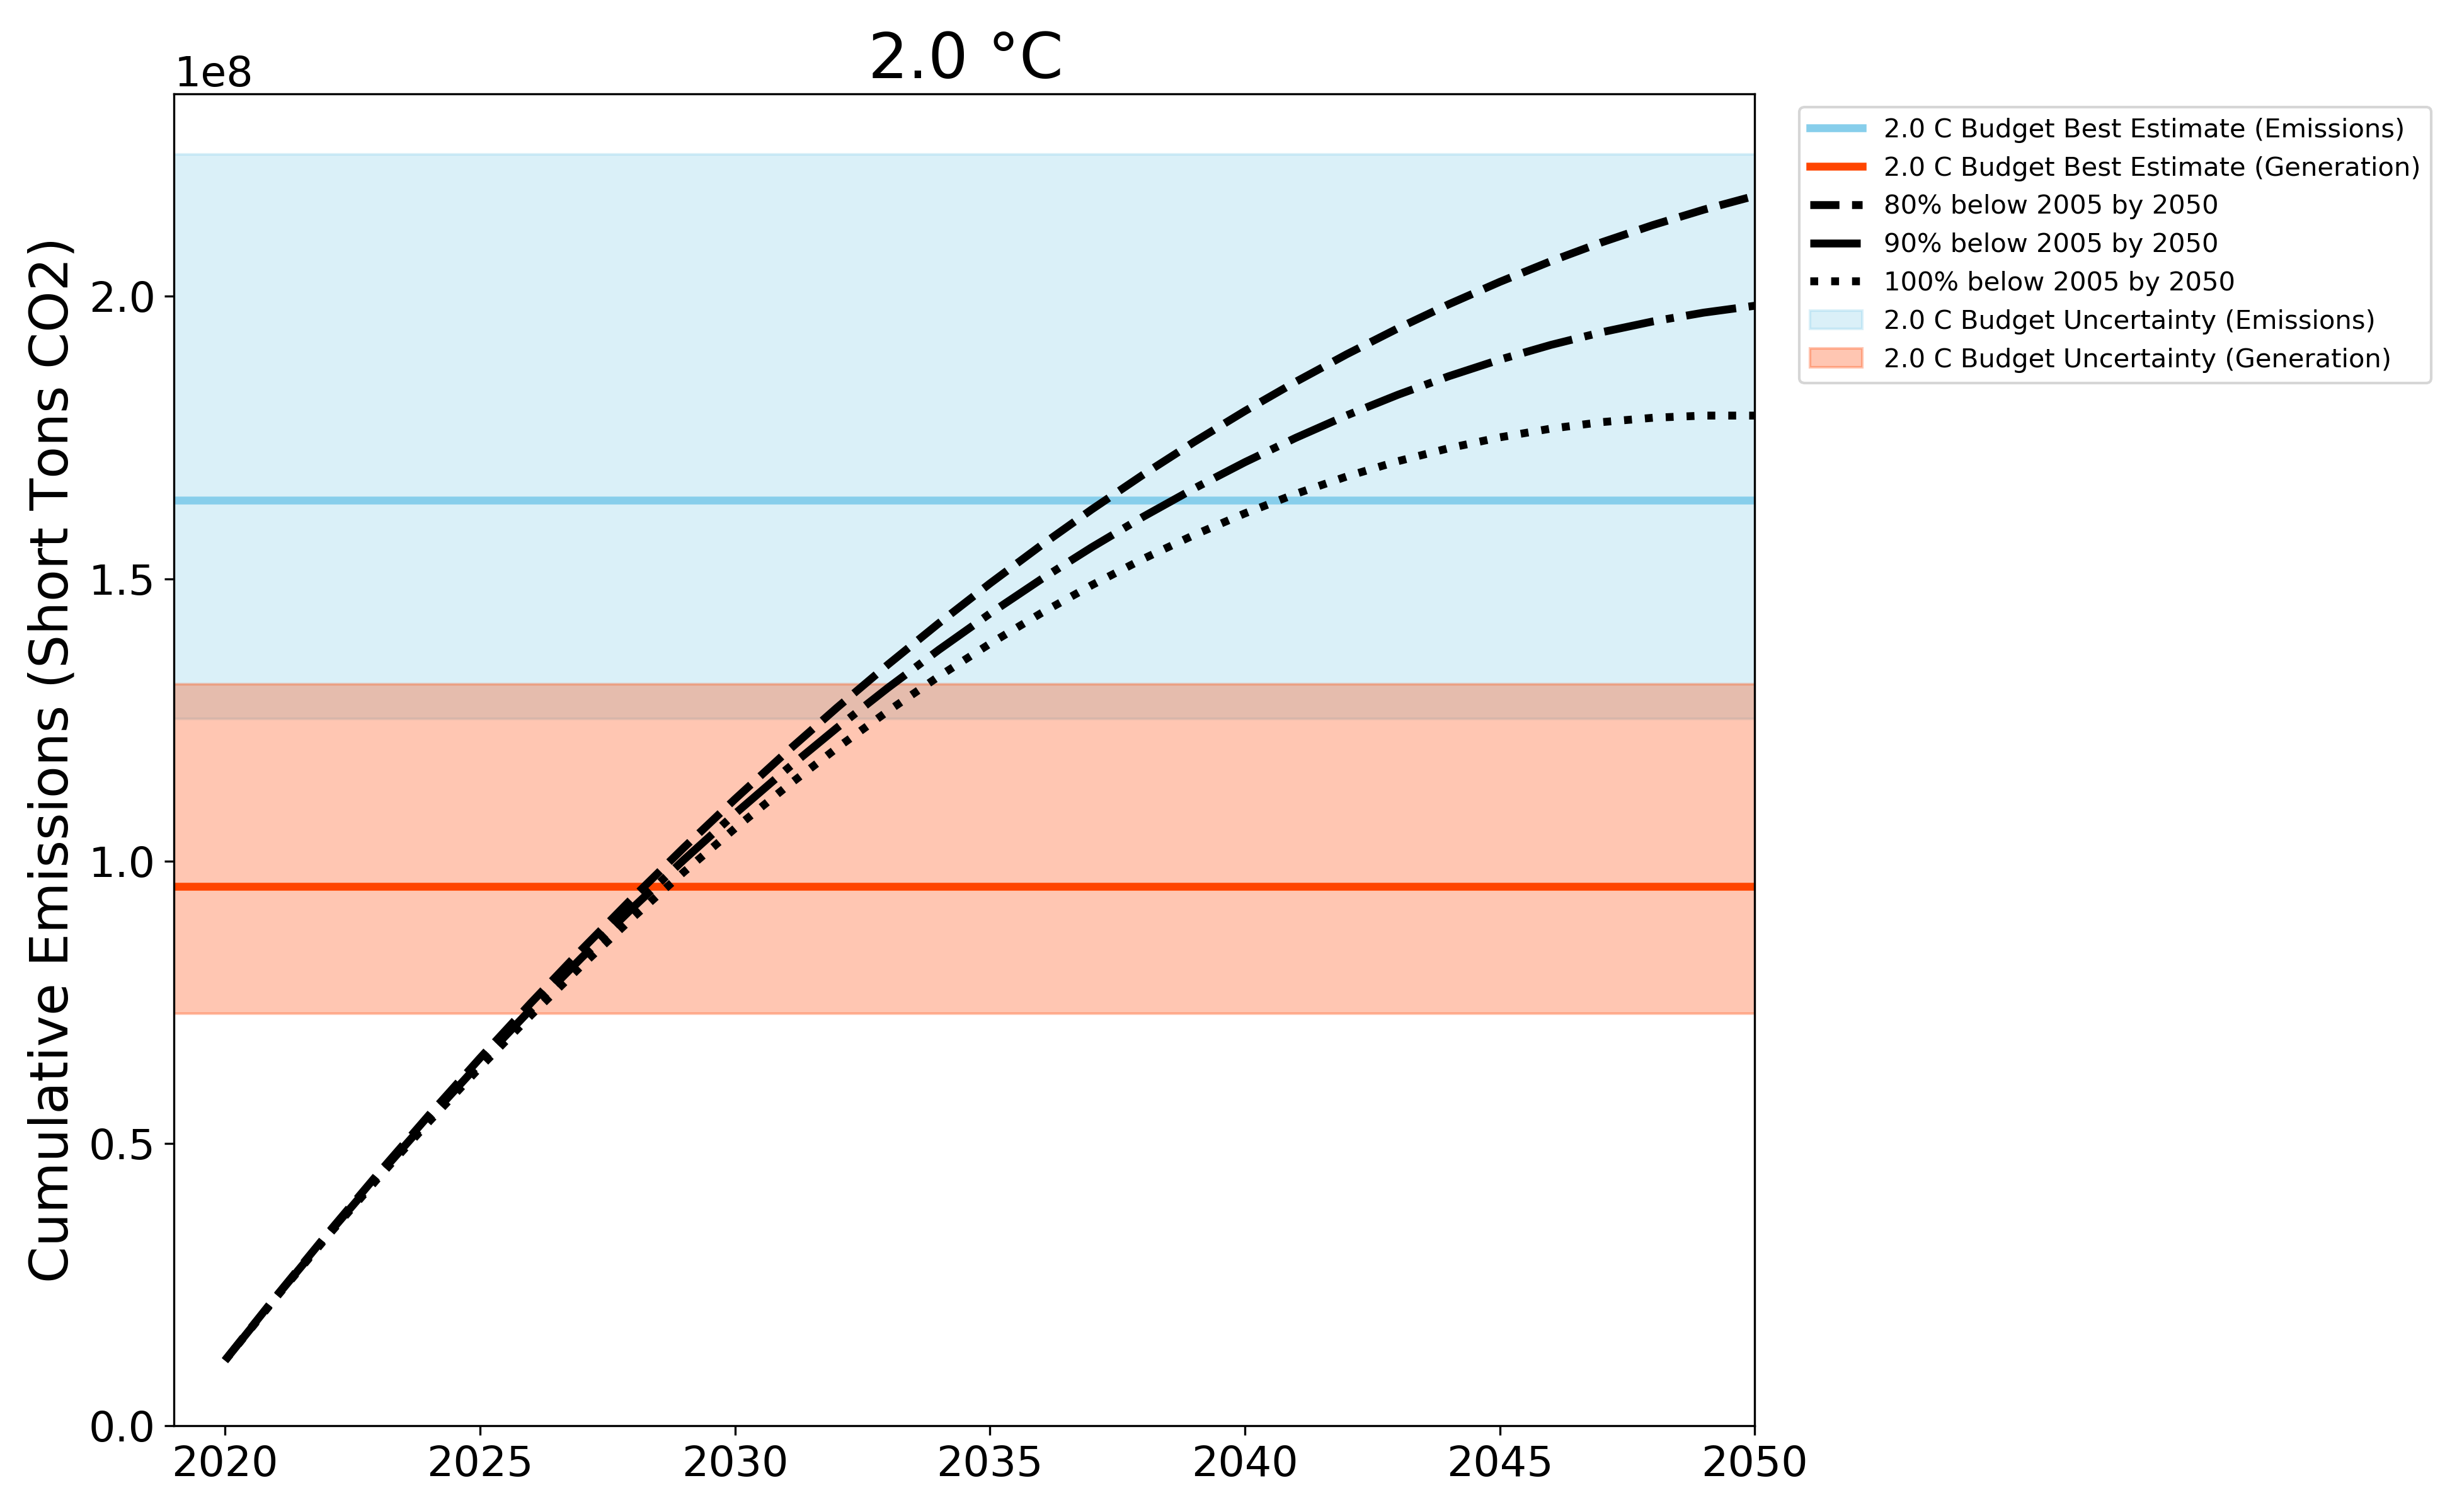 2.0 °C
1e8
Cumulative Emissions (Short Tons CO2)
2.0
1.5
1.0
0.5
0.0
2020 2025 2030 2035 2040 2045 2050
2.0 C Budget Best Estimate (Emissions)
2.0 C Budget Best Estimate (Generation)
80% below 2005 by 2050
90% below 2005 by 2050
100% below 2005 by 2050
2.0 C Budget Uncertainty (Emissions)
2.0 C Budget Uncertainty (Generation)